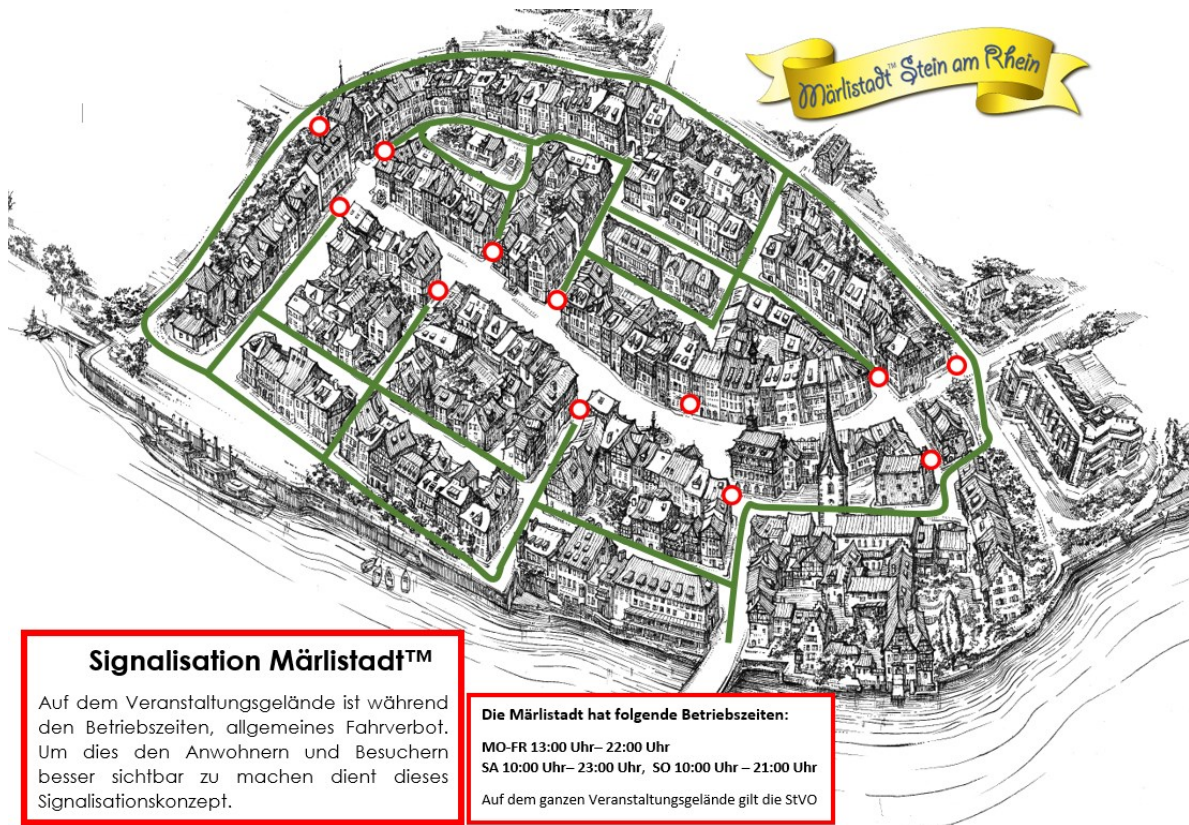 Märlistadt™ Stein am Rhein
Signalisation Märlistadt™
Auf dem Veranstaltungsgelände ist während
den Betriebszeiten, allgemeines Fahrverbot.
Um dies den Anwohnern und Besuchern
besser sichtbar zu machen dient dieses
Signalisationskonzept.
Die Märlistadt hat folgende Betriebszeiten:
MO-FR 13:00 Uhr– 22:00 Uhr
SA 10:00 Uhr– 23:00 Uhr, SO 10:00 Uhr – 21:00 Uhr
Auf dem ganzen Veranstaltungsgelände gilt die StVO